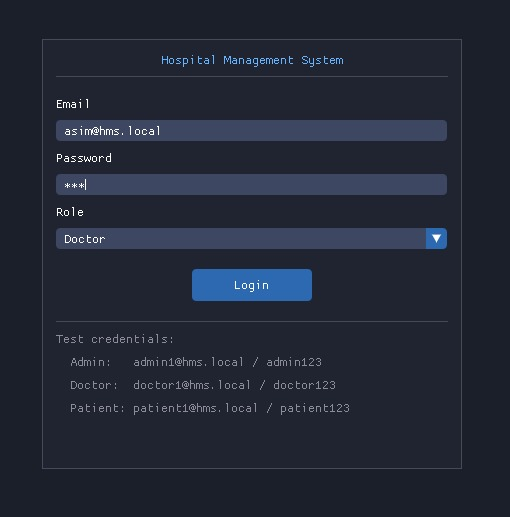 Hospital Management System
Email
asim@hms.local
Password
***
Role
Doctor
Login
Test credentials:
Admin: admin1@hms.local / admin123
Doctor: doctor1@hms.local / doctor123
Patient: patient1@hms.local / patient123